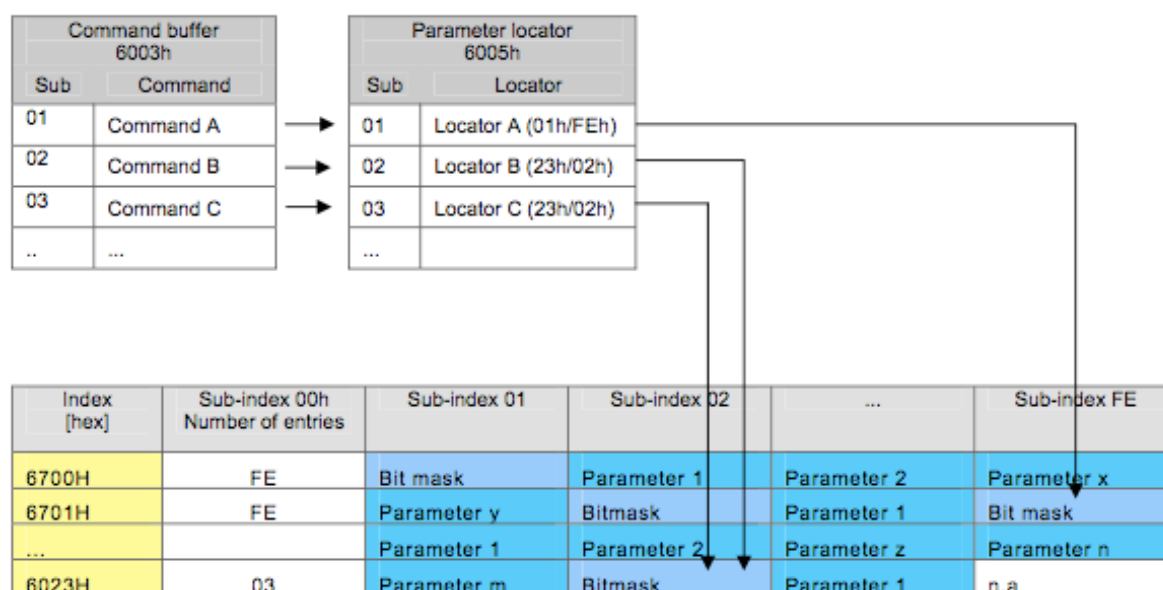 Command buffer
6003h
Sub Command
01 Command A
02 Command B
03 Command C
.. ...
Parameter locator
6005h
Sub Locator
01 Locator A (01h/FEh)
02 Locator B (23h/02h)
03 Locator C (23h/02h)
...
Index Sub-index 00h Sub-index 01 Sub-index 02 ... Sub-index FE
[hex] Number of entries
6700H FE Bit mask Parameter 1 Parameter 2 Parameter x
6701H FE Parameter y Bitmask Parameter 1 Bit mask
... Parameter 1 Parameter 2 Parameter z Parameter n
6023H 03 Parameter m Bitmask Parameter 1 n.a